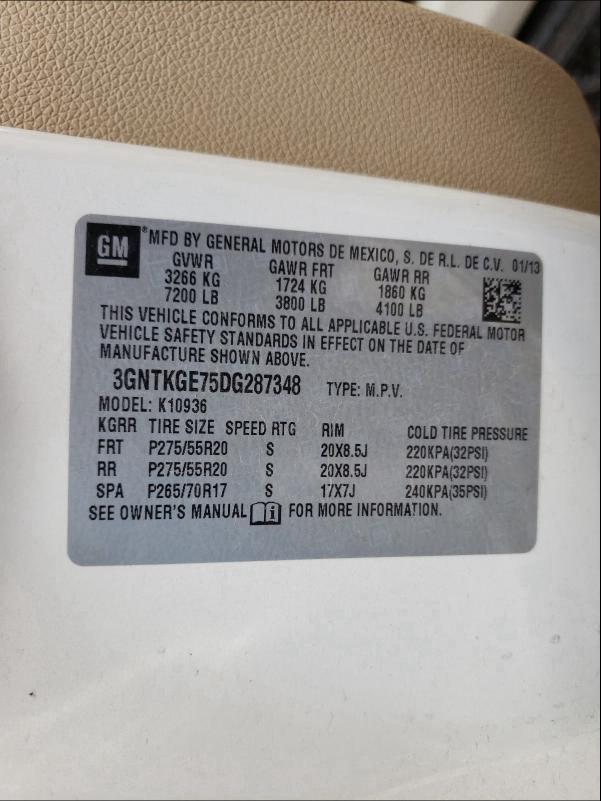 GM ® MFD BY GENERAL MOTORS DE MEXICO, S. DE R.L. DE C.V. 01/13
GVWR GAWR FRT GAWR RR
3266 KG 1724 KG 1860 KG
7200 LB 3800 LB 4100 LB
THIS VEHICLE CONFORMS TO ALL APPLICABLE U.S. FEDERAL MOTOR
VEHICLE SAFETY STANDARDS IN EFFECT ON THE DATE OF
MANUFACTURE SHOWN ABOVE.
3GNTKGE75DG287348 TYPE: M.P.V.
MODEL: K10936
KGRR TIRE SIZE SPEED RTG RIM COLD TIRE PRESSURE
FRT P275/55R20 S 20X8.5J 220KPA(32PSI)
RR P275/55R20 S 20X8.5J 220KPA(32PSI)
SPA P265/70R17 S 17X7J 240KPA(35PSI)
SEE OWNER'S MANUAL FOR MORE INFORMATION.